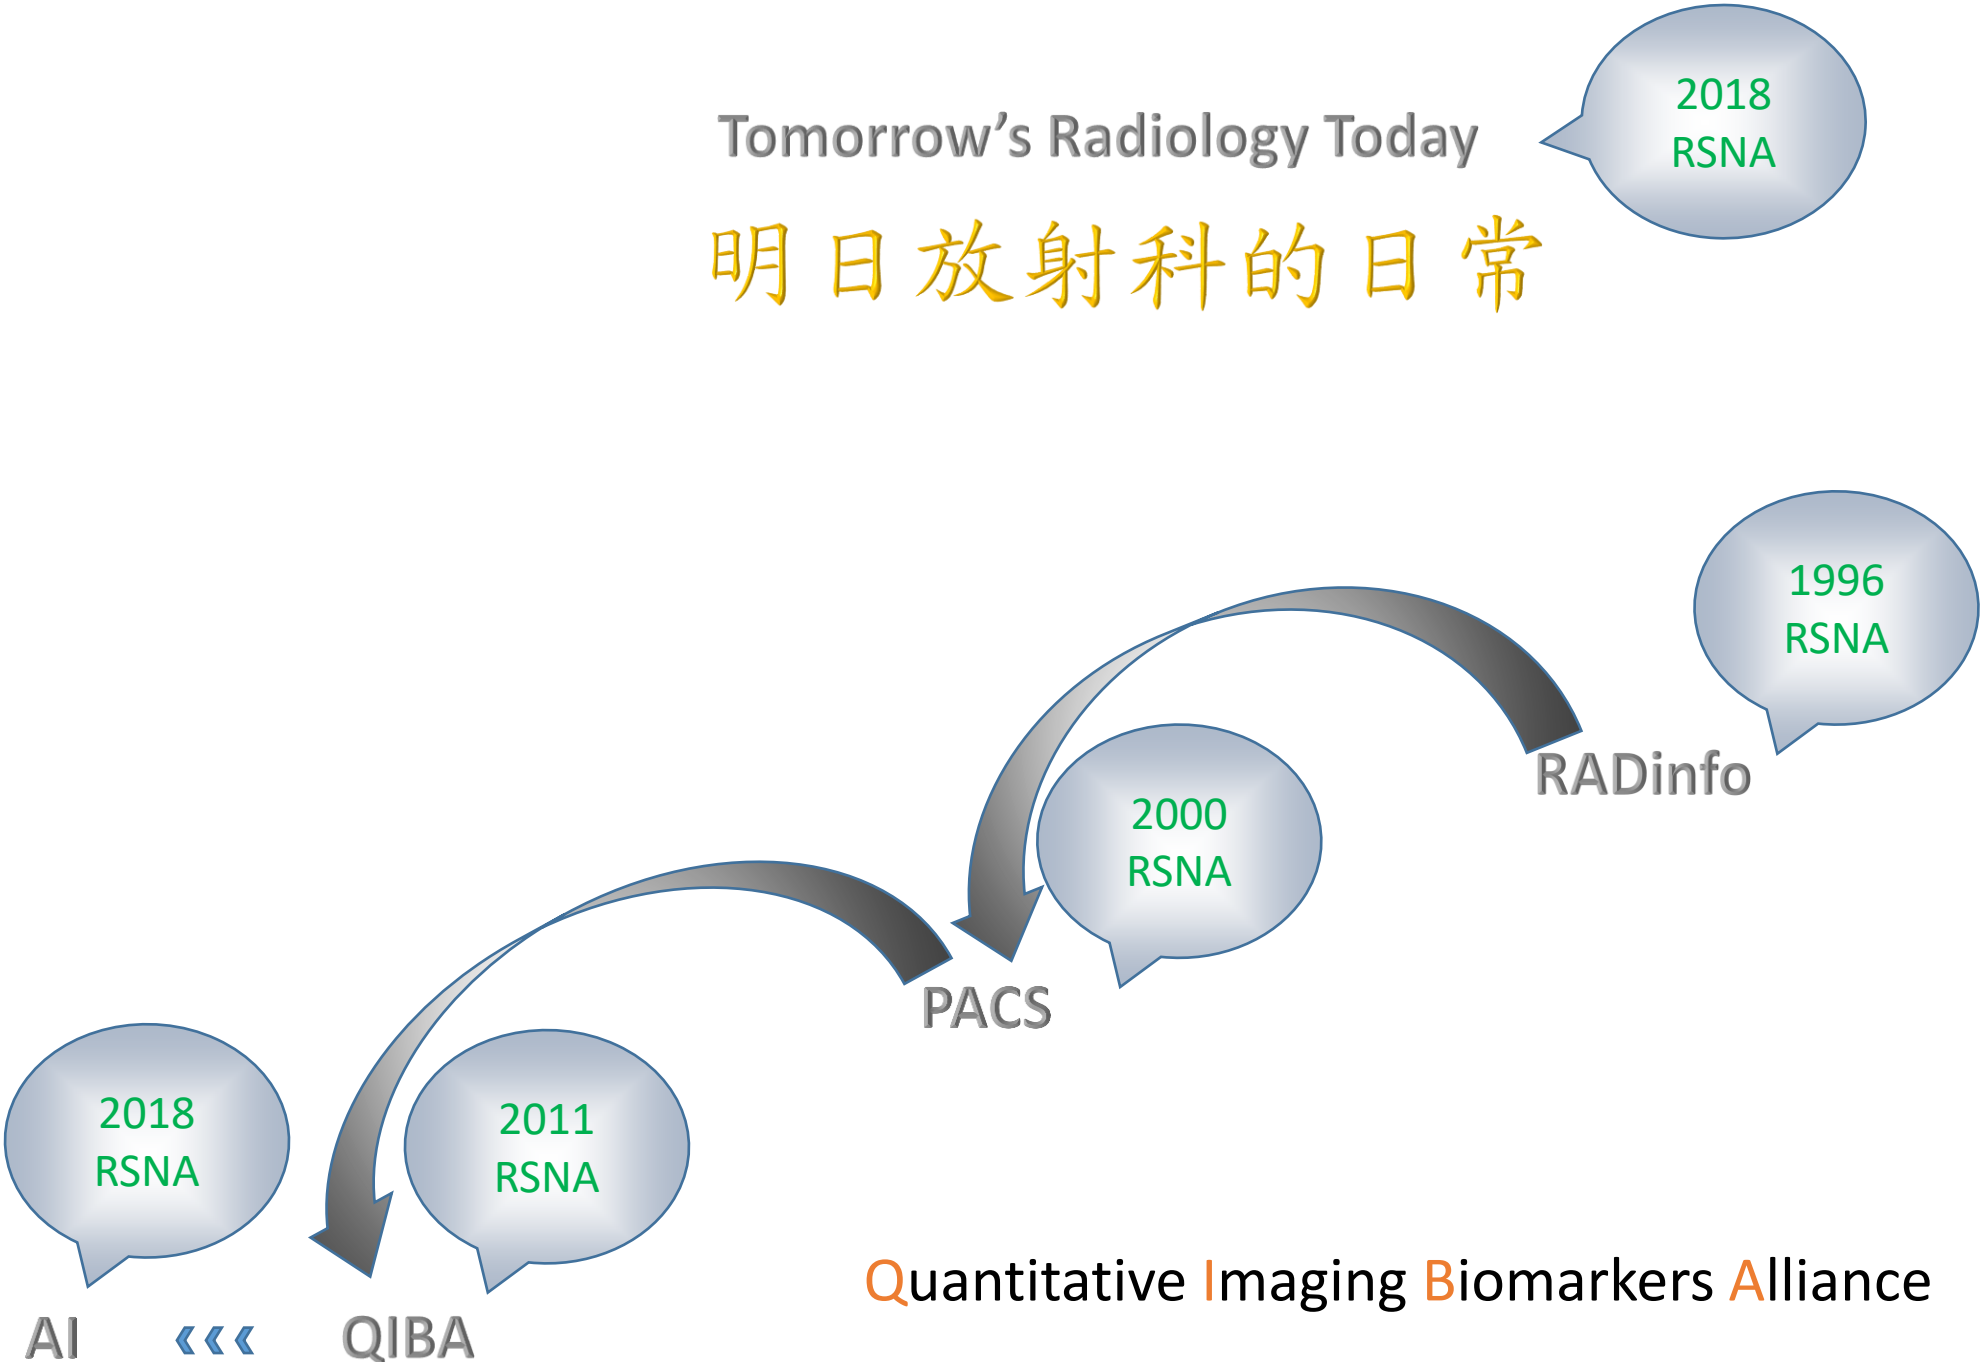 2018
RSNA
Tomorrow’s Radiology Today
明日放射科的日常
1996
RSNA
RADinfo
2000
RSNA
PACS
2018
RSNA
2011
RSNA
Quantitative Imaging Biomarkers Alliance
AI
QIBA